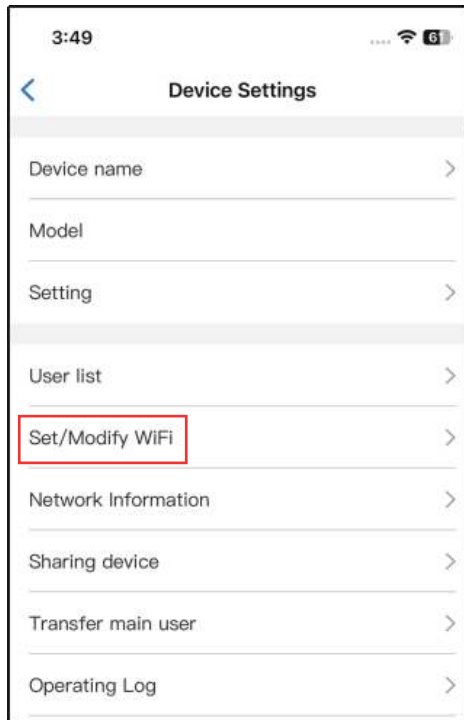 3:49
Device Settings
Device name
Model
Setting
User list
Set/Modify WiFi
Network Information
Sharing device
Transfer main user
Operating Log